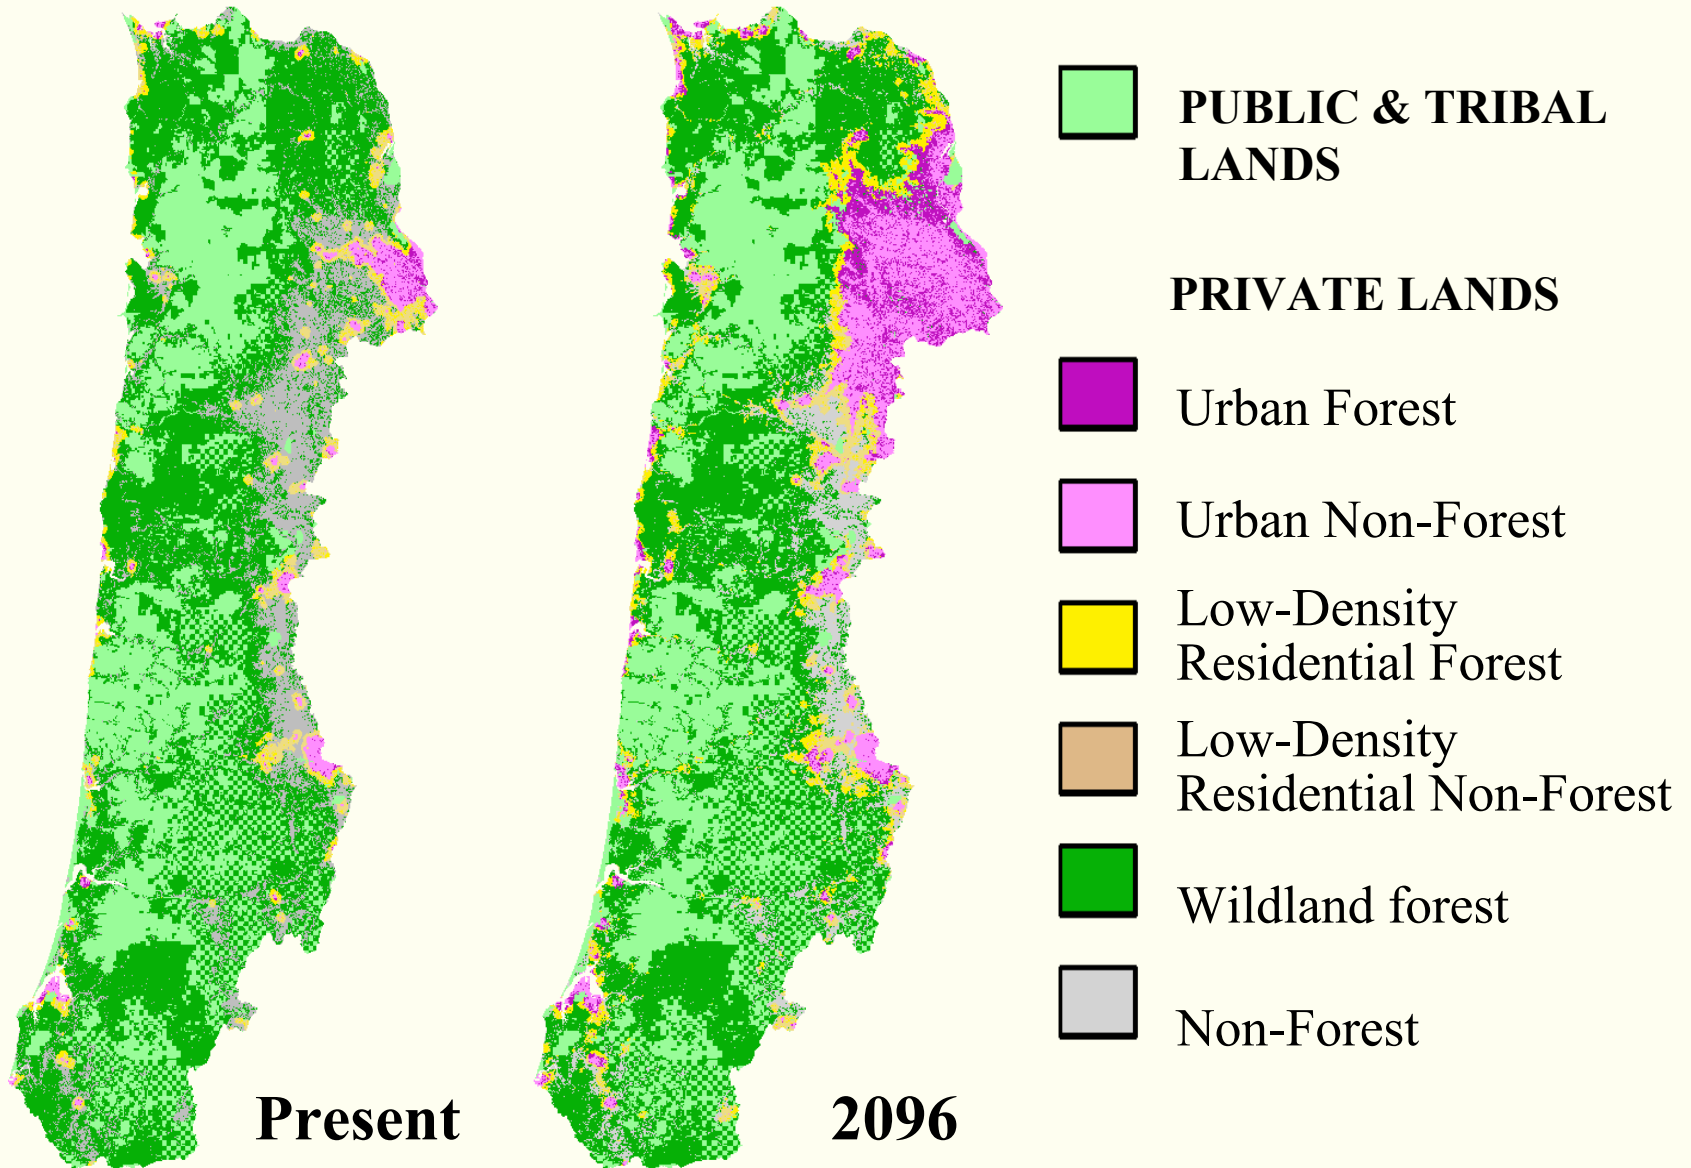 PUBLIC & TRIBAL
LANDS
PRIVATE LANDS
Urban Forest
Urban Non-Forest
Low-Density
Residential Forest
Low-Density
Residential Non-Forest
Wildland forest
Non-Forest
Present
2096